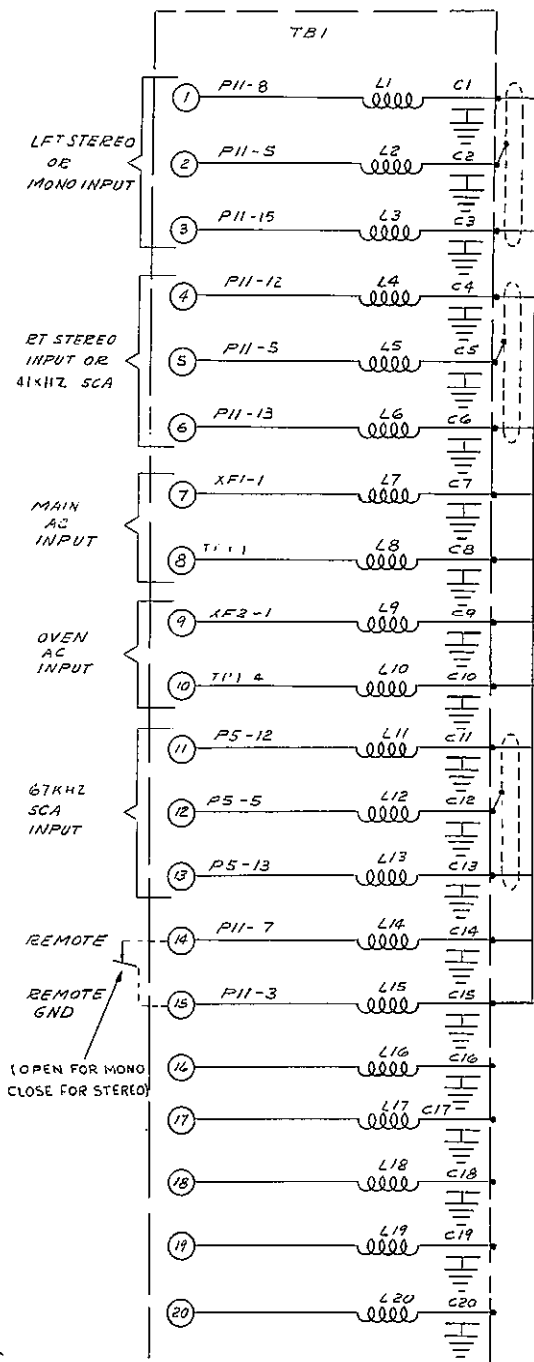 TB1
1 P11-8 L1 C1
LFT STEREO
OR
MONO INPUT
2 P11-5 L2 C2
3 P11-15 L3 C3
4 P11-12 L4 C4
RT STEREO
INPUT OR
41KHZ SCA
5 P11-5 L5 C5
6 P11-13 L6 C6
7 XF1-1 L7 C7
MAIN
AC
INPUT
8 L8 C8
9 XF2-1 L9 C9
OVEN
AC
INPUT
10 L10 C10
11 P5-12 L11 C11
67KHZ
SCA
INPUT
12 P5-5 L12 C12
13 P5-13 L13 C13
REMOTE 14 P11-7 L14 C14
REMOTE
GND
15 P11-3 L15 C15
(OPEN FOR MONO
CLOSE FOR STEREO)
16 L16 C16
17 L17 C17
18 L18 C18
19 L19 C19
20 L20 C20